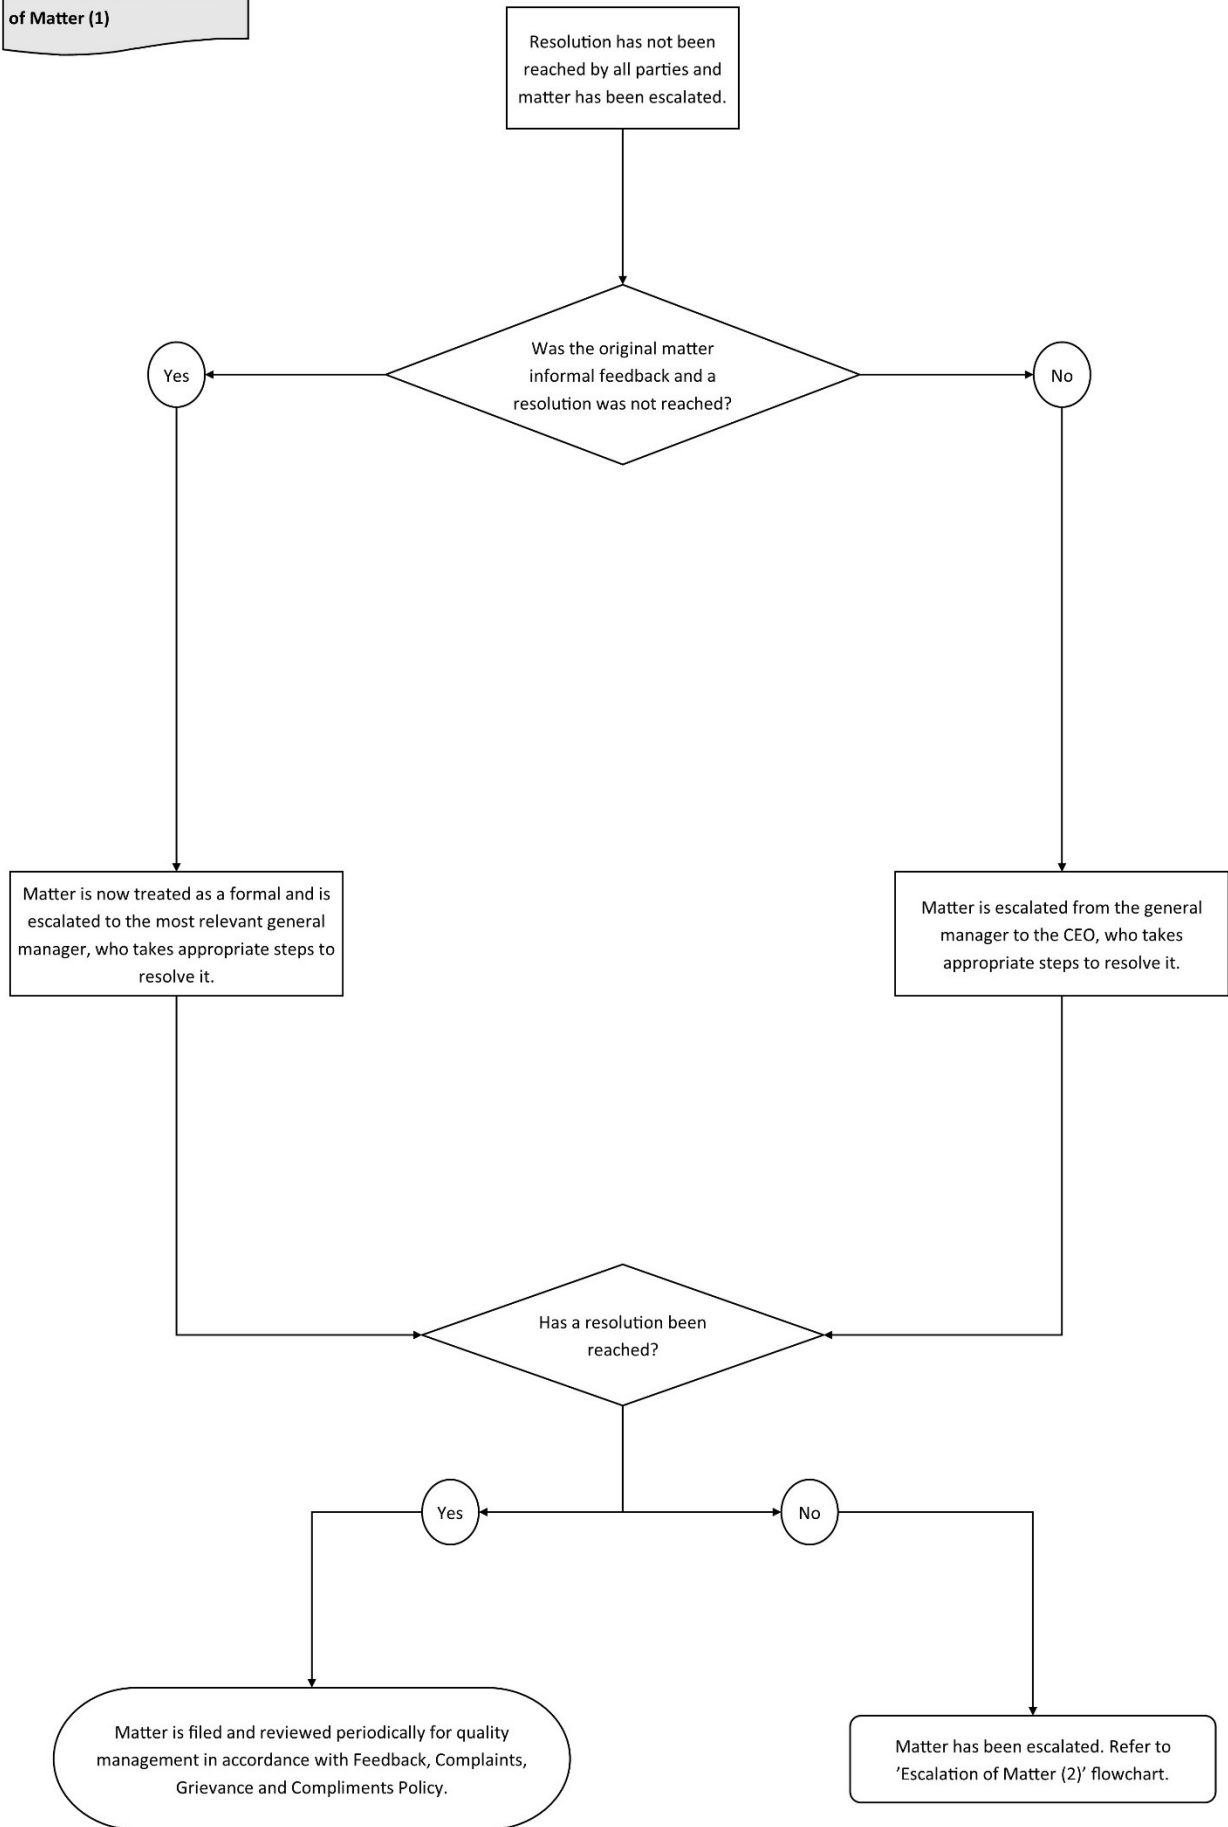 of Matter (1)
Resolution has not been
reached by all parties and
matter has been escalated.
Was the original matter
informal feedback and a
resolution was not reached?
Yes
No
Matter is now treated as a formal and is
escalated to the most relevant general
manager, who takes appropriate steps to
resolve it.
Matter is escalated from the general
manager to the CEO, who takes
appropriate steps to resolve it.
Has a resolution been
reached?
Yes
No
Matter is filed and reviewed periodically for quality
management in accordance with Feedback, Complaints,
Grievance and Compliments Policy.
Matter has been escalated. Refer to
’Escalation of Matter (2)’ flowchart.